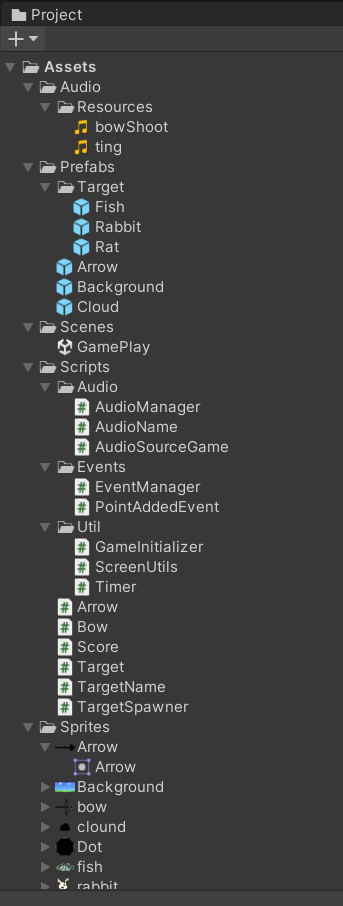 Project
Assets
Audio
Resources
bowShoot
ting
Prefabs
Target
Fish
Rabbit
Rat
Arrow
Background
Cloud
Scenes
GamePlay
Scripts
Audio
AudioManager
AudioName
AudioSourceGame
Events
EventManager
PointAddedEvent
Util
GameInitializer
ScreenUtils
Timer
Arrow
Bow
Score
Target
TargetName
TargetSpawner
Sprites
Arrow
Arrow
Background
bow
clound
Dot
fish
rabbit